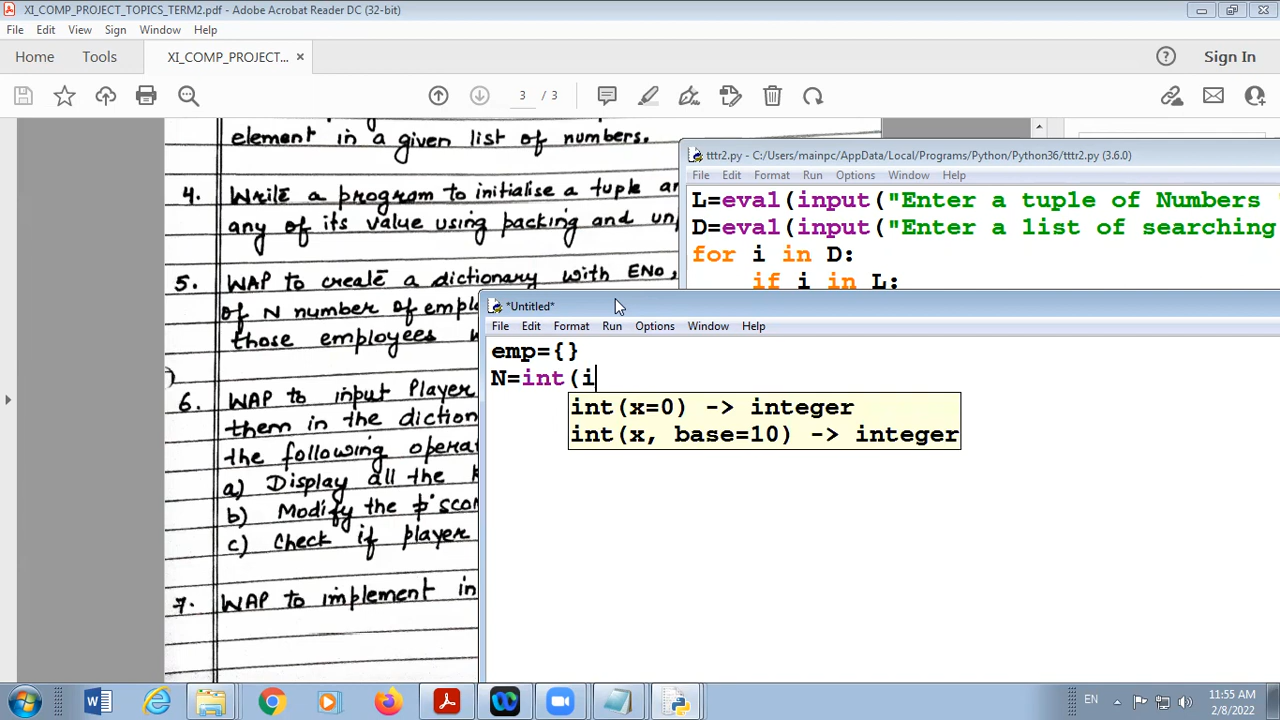 XI_COMP_PROJECT_TOPICS_TERM2.pdf - Adobe Acrobat Reader DC (32-bit)
File Edit View Sign Window Help
Home Tools XI_COMP_PROJECT... × Sign In
3 / 3
element in a given list of numbers.
4. Write a program to initialise a tuple
any of its value using packing and
5. WAP to create a dictionary with ENo,
of N number of
those employees
6. WAP to input Player
them in the
the following
a) Display all the
b) Modify the
c) Check if player
7. WAP to implement
tttr2.py - C:/Users/mainpc/AppData/Local/Programs/Python/Python36/tttr2.py (3.6.0)
File Edit Format Run Options Window Help
L=eval(input("Enter a tuple of Numbers
D=eval(input("Enter a list of searching
for i in D:
if i in L:
*Untitled*
File Edit Format Run Options Window Help
emp={}
N=int(i
int(x=0) -> integer
int(x, base=10) -> integer
EN
11:55 AM
2/8/2022